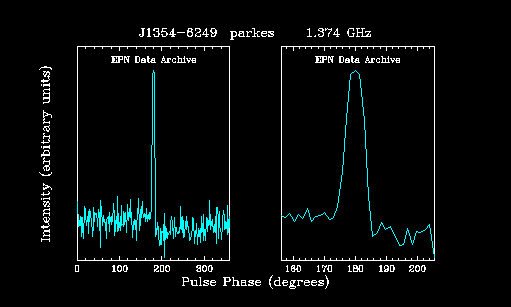 J1354-6249 parkes 1.374 GHz
EPN Data Archive
EPN Data Archive
Intensity (arbitrary units)
0 100 200 300
160 170 180 190 200
Pulse Phase (degrees)